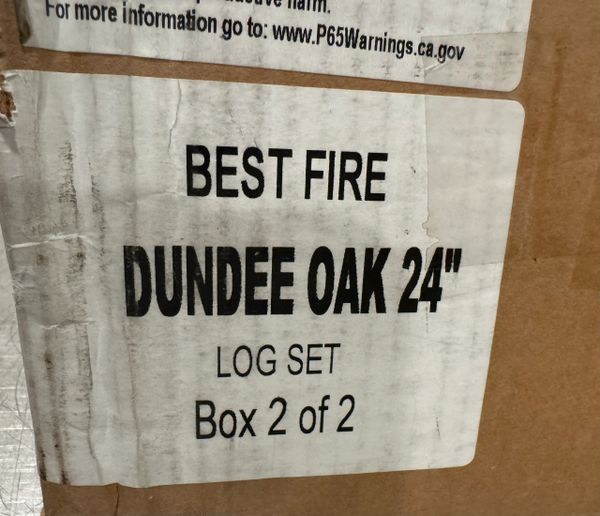 harm.
For more information go to: www.P65Warnings.ca.gov
BEST FIRE
DUNDEE OAK 24"
LOG SET
Box 2 of 2